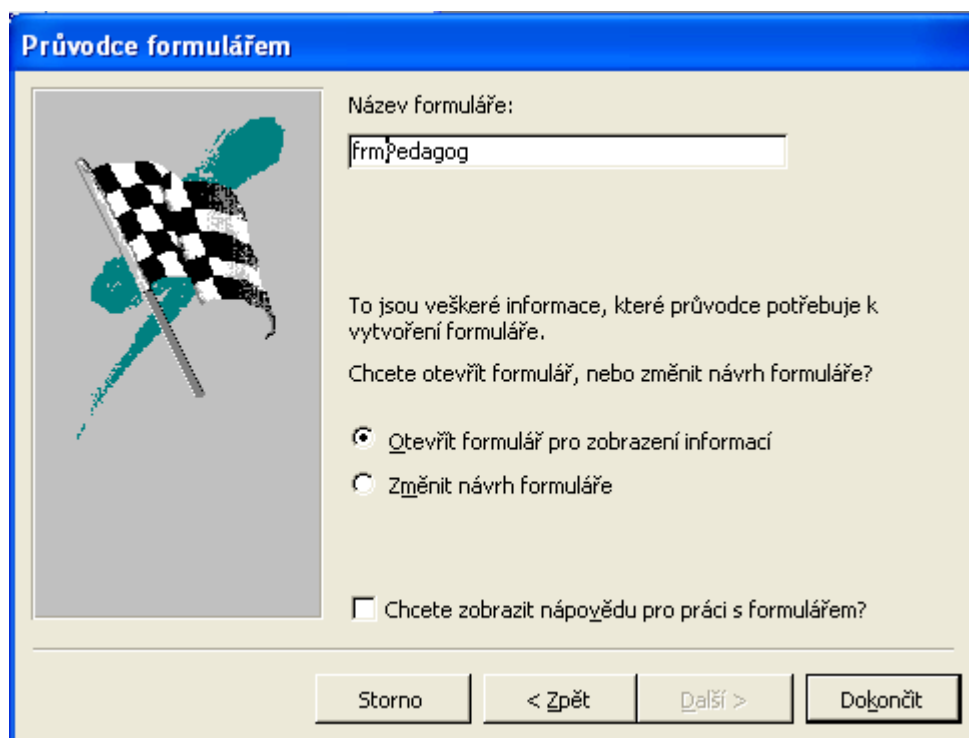 Průvodce formulářem
Název formuláře:
frmPedagog
To jsou veškeré informace, které průvodce potřebuje k
vytvoření formuláře.
Chcete otevřít formulář, nebo změnit návrh formuláře?
Otevřít formulář pro zobrazení informací
Změnit návrh formuláře
Chcete zobrazit nápovědu pro práci s formulářem?
Storno < Zpět Další > Dokončit